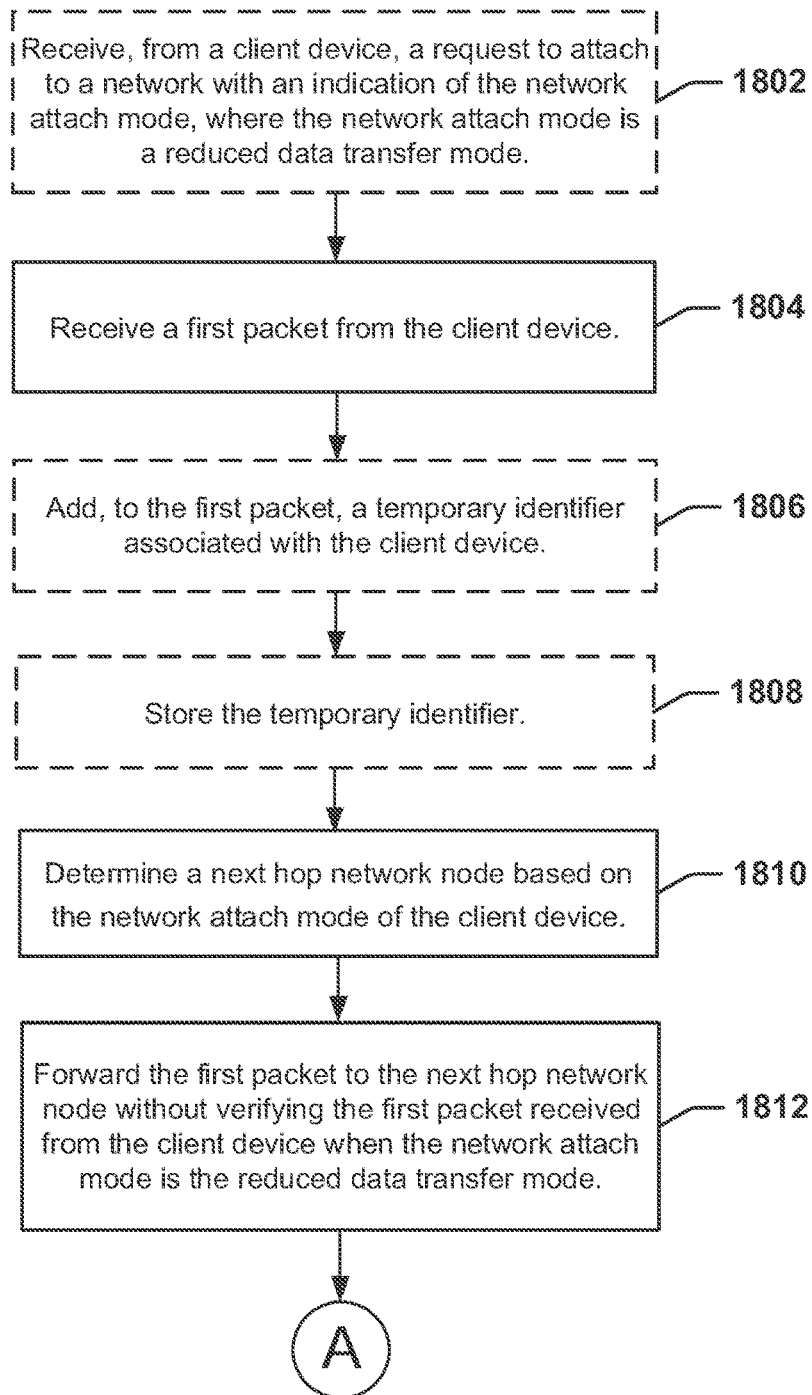 Receive, from a client device, a request to attach
to a network with an indication of the network
attach mode, where the network attach mode is
a reduced data transfer mode.
1802
Receive a first packet from the client device.
1804
Add, to the first packet, a temporary identifier
associated with the client device.
1806
Store the temporary identifier.
1808
Determine a next hop network node based on
the network attach mode of the client device.
1810
Forward the first packet to the next hop network
node without verifying the first packet received
from the client device when the network attach
mode is the reduced data transfer mode.
1812
A